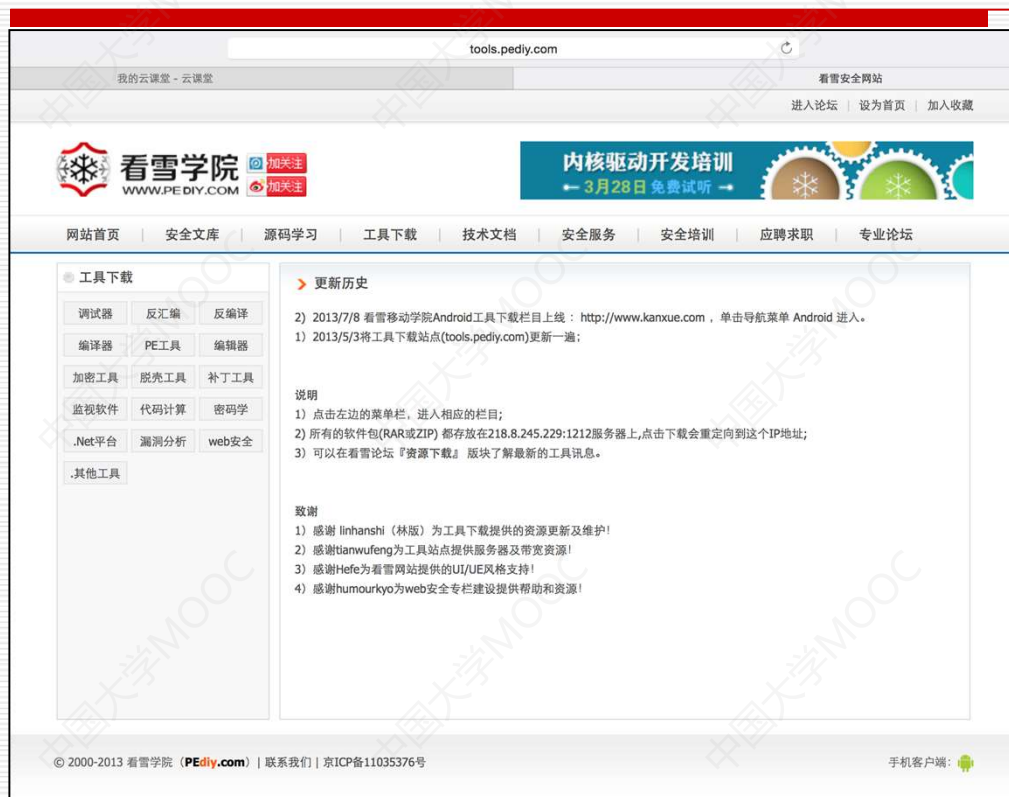 tools.pediy.com
我的云课堂 - 云课堂
看雪安全网站
进入论坛 | 设为首页 | 加入收藏
看雪学院
WWW.PEDIY.COM
加关注
加关注
内核驱动开发培训
3月28日 免费试听
网站首页 | 安全文库 | 源码学习 | 工具下载 | 技术文档 | 安全服务 | 安全培训 | 应聘求职 | 专业论坛
工具下载
调试器 反汇编 反编译
编译器 PE工具 编辑器
加密工具 脱壳工具 补丁工具
监视软件 代码计算 密码学
.Net平台 漏洞分析 web安全
.其他工具
更新历史
2) 2013/7/8 看雪移动学院Android工具下载栏目上线 : http://www.kanxue.com ，单击导航菜单 Android 进入。
1) 2013/5/3将工具下载站点(tools.pediy.com)更新一遍;
说明
1) 点击左边的菜单栏，进入相应的栏目;
2) 所有的软件包(RAR或ZIP) 都存放在218.8.245.229:1212服务器上,点击下载会重定向到这个IP地址;
3) 可以在看雪论坛『资源下载』 版块了解最新的工具讯息。
致谢
1) 感谢 linhanshi（林版）为工具下载提供的资源更新及维护!
2) 感谢tianwufeng为工具站点提供服务器及带宽资源!
3) 感谢Hefe为看雪网站提供的UI/UE风格支持!
4) 感谢humourkyo为web安全专栏建设提供帮助和资源!
© 2000-2013 看雪学院（PEdiy.com）| 联系我们 | 京ICP备11035376号
手机客户端:
中国大学MOOC